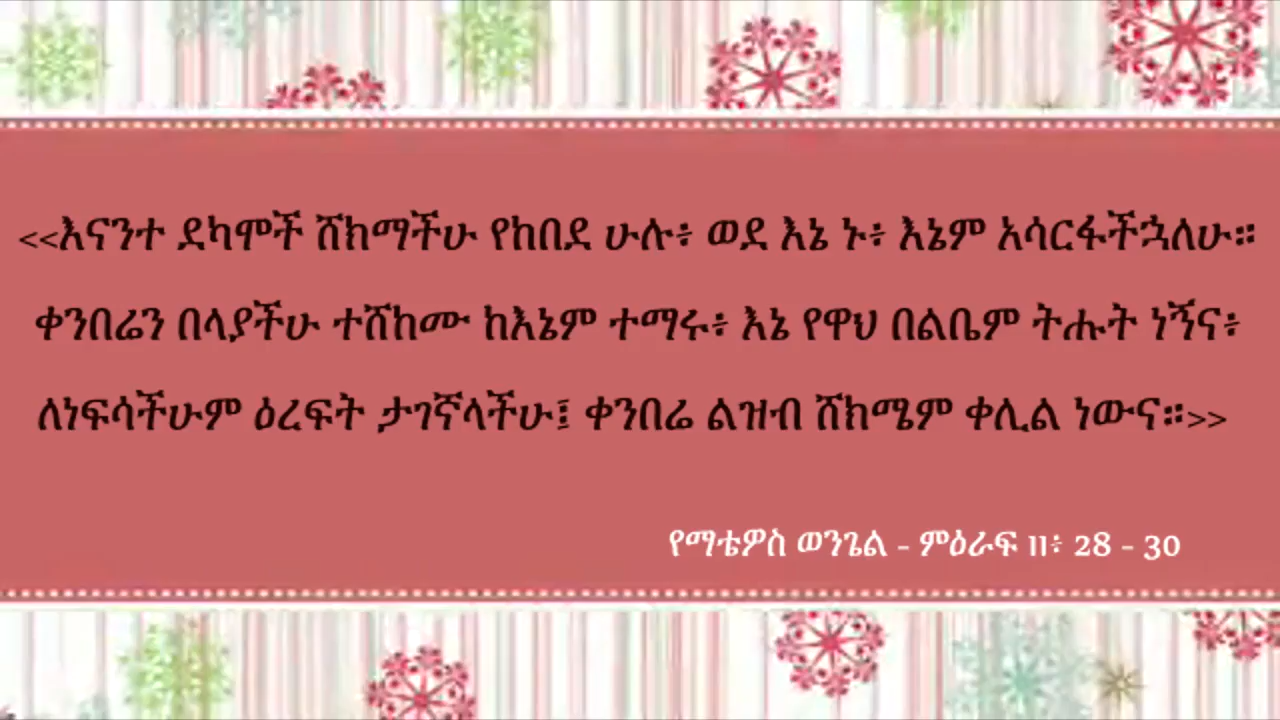 <<እናንተ ደካሞች ሸክማችሁ የከበደ ሁሉ፥ ወደ እኔ ኑ፥ እኔም አሳርፋችኋለሁ።
ቀንበሬን በላያችሁ ተሸከሙ ከእኔም ተማሩ፥ እኔ የዋህ በልቤም ትሑት ነኝና፥
ለነፍሳችሁም ዕረፍት ታገኛላችሁ፤ ቀንበሬ ልዝብ ሸክሜም ቀሊል ነውና።>>
የማቴዎስ ወንጌል - ምዕራፍ 11፥ 28 - 30